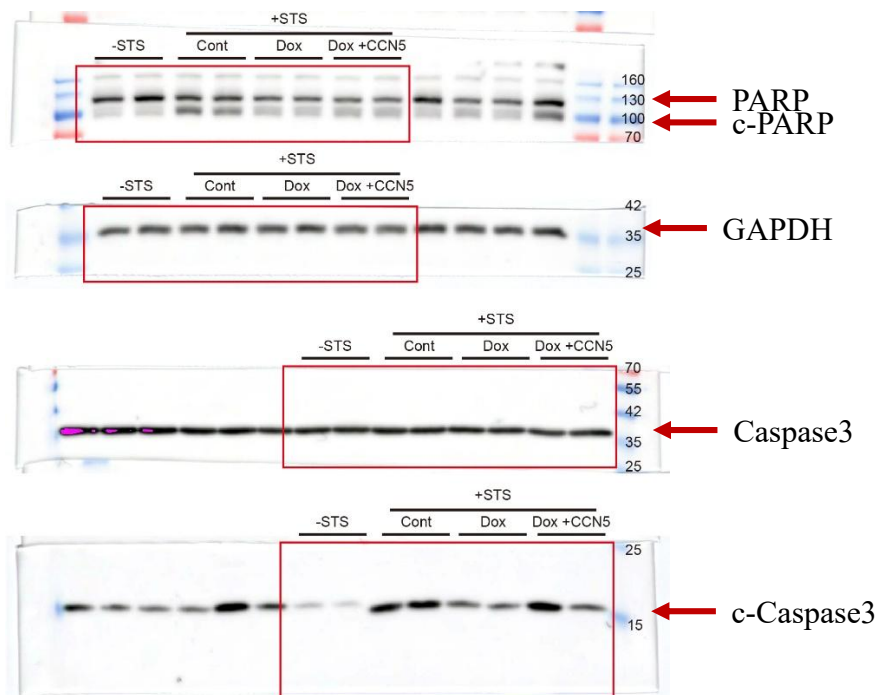 +STS
-STS Cont Dox Dox +CCN5
160
130 PARP
100 c-PARP
70
+STS
-STS Cont Dox Dox +CCN5
42
35 GAPDH
25
+STS
-STS Cont Dox Dox +CCN5
70
55
42
35 Caspase3
25
+STS
-STS Cont Dox Dox +CCN5
25
15 c-Caspase3